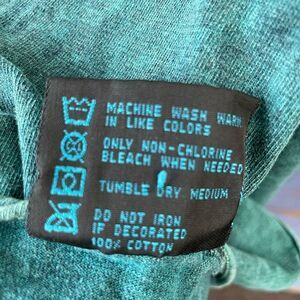 MACHINE WASH WARM
IN LIKE COLORS
ONLY NON-CHLORINE
BLEACH WHEN NEEDED
TUMBLE DRY MEDIUM
DO NOT IRON
IF DECORATED
100% COTTON